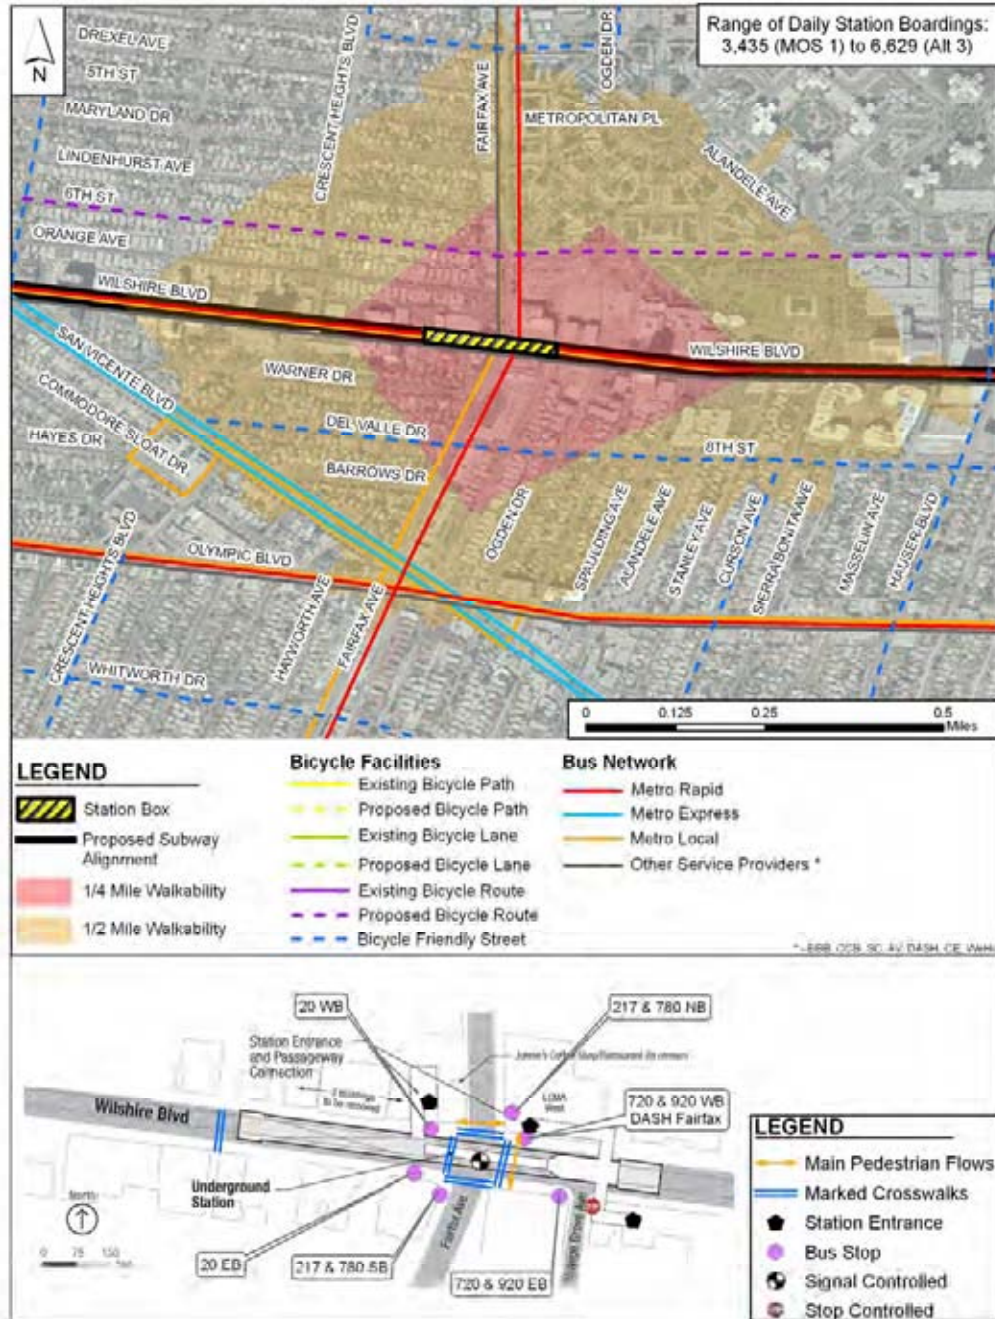 Range of Daily Station Boardings:
3,435 (MOS 1) to 6,629 (Alt 3)
N
DREXEL AVE
5TH ST
MARYLAND DR
LINDENHURST AVE
6TH ST
ORANGE AVE
WILSHIRE BLVD
CRESCENT HEIGHTS BLVD
FAIRFAX AVE
OGDEN DR
METROPOLITAN PL
ALANDELE AVE
WILSHIRE BLVD
SAN VICENTE BLVD
COMMODORE SLOAT DR
HAYES DR
WARNER DR
DEL VALLE DR
BARROWS DR
8TH ST
OLYMPIC BLVD
CRESCENT HEIGHTS BLVD
HAYWORTH AVE
FAIRFAX AVE
OGDEN DR
SPAULDING AVE
ALANDELE AVE
STANLEY AVE
CURSON AVE
SIERRA BONITA AVE
MASSELIN AVE
HAUSER BLVD
WHITWORTH DR
0 0.125 0.25 0.5
Miles
LEGEND
Station Box
Proposed Subway
Alignment
1/4 Mile Walkability
1/2 Mile Walkability
Bicycle Facilities
Existing Bicycle Path
Proposed Bicycle Path
Existing Bicycle Lane
Proposed Bicycle Lane
Existing Bicycle Route
Proposed Bicycle Route
Bicycle Friendly Street
Bus Network
Metro Rapid
Metro Express
Metro Local
Other Service Providers *
20 WB
217 & 780 NB
Station Entrance
and Passageway
Connection
to be removed
LACMA
West
720 & 920 WB
DASH Fairfax
Wilshire Blvd
Underground
Station
North
0 75 150
Fairfax Ave
20 EB
217 & 780 SB
720 & 920 EB
LEGEND
Main Pedestrian Flows
Marked Crosswalks
Station Entrance
Bus Stop
Signal Controlled
Stop Controlled